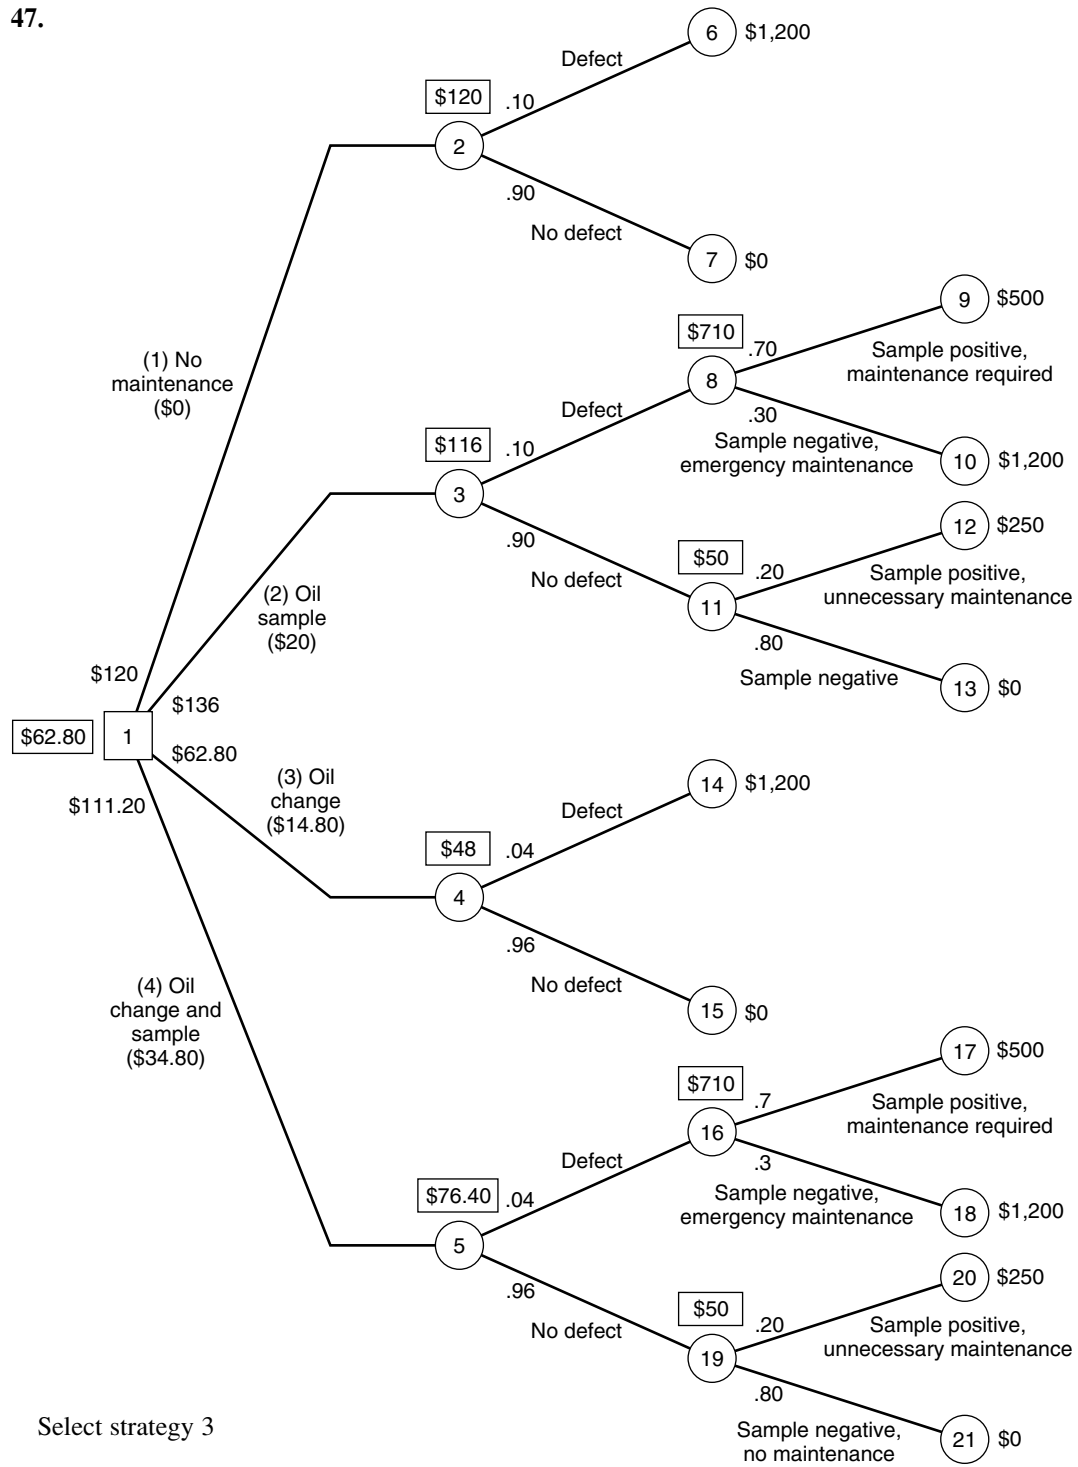 47.
6 $1,200
Defect
$120 .10
2
.90
No defect
7 $0
9 $500
$710 .70
Sample positive,
maintenance required
8
(1) No
maintenance
($0)
Defect
.30
Sample negative,
emergency maintenance
$116 .10
10 $1,200
3
12 $250
.90
No defect
$50 .20
Sample positive,
unnecessary maintenance
(2) Oil
sample
($20)
11
.80
Sample negative
13 $0
$120
$136
$62.80 1
$62.80
$111.20
(3) Oil
change
($14.80)
14 $1,200
Defect
$48 .04
4
.96
No defect
15 $0
(4) Oil
change and
sample
($34.80)
17 $500
$710 .7
Sample positive,
maintenance required
16
Defect
.3
Sample negative,
emergency maintenance
$76.40 .04
18 $1,200
5
20 $250
.96
No defect
$50 .20
Sample positive,
unnecessary maintenance
19
.80
Sample negative,
no maintenance
21 $0
Select strategy 3